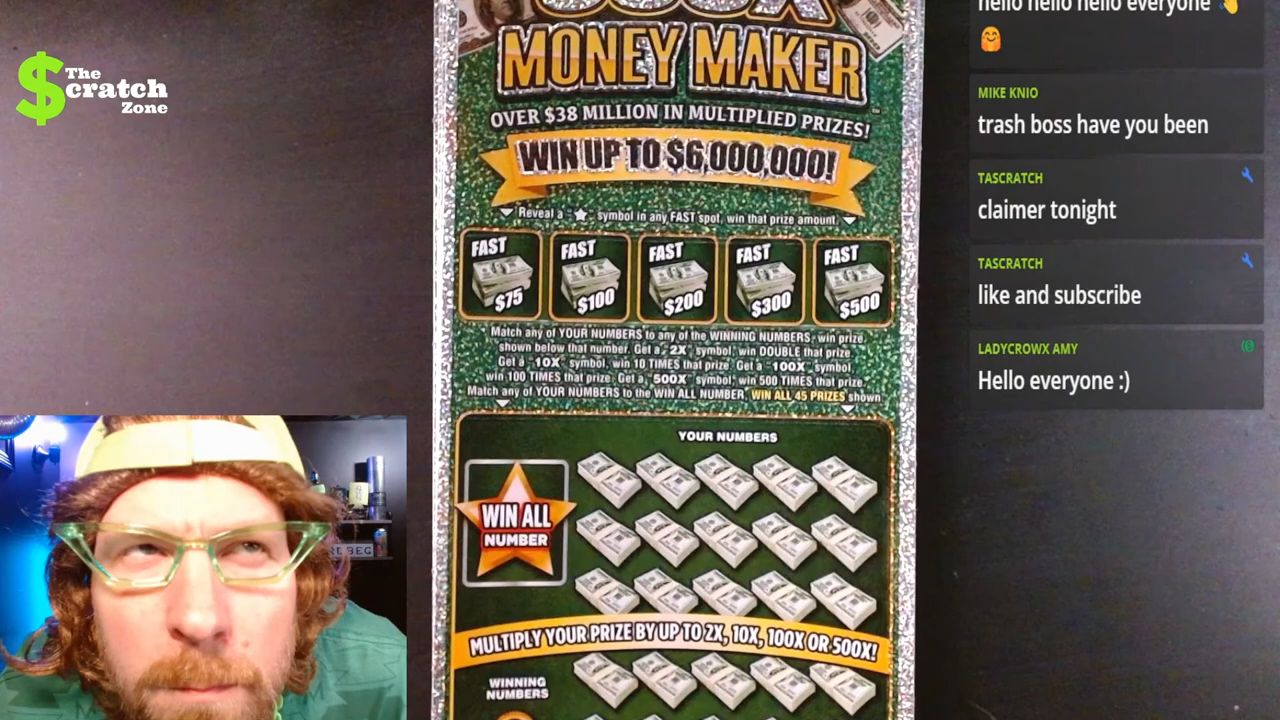 The
$cratch
Zone
500X
MONEY MAKER
OVER $38 MILLION IN MULTIPLIED PRIZES!
WIN UP TO $6,000,000!
Reveal a "★" symbol in any FAST spot, win that prize amount.
FAST $75
FAST $100
FAST $200
FAST $300
FAST $500
Match any of YOUR NUMBERS to any of the WINNING NUMBERS, win prize
shown below that number. Get a "2X" symbol, win DOUBLE that prize.
Get a "10X" symbol, win 10 TIMES that prize. Get a "100X" symbol,
win 100 TIMES that prize. Get a "500X" symbol, win 500 TIMES that prize.
Match any of YOUR NUMBERS to the WIN ALL NUMBER, WIN ALL 45 PRIZES shown
YOUR NUMBERS
WIN ALL
NUMBER
MULTIPLY YOUR PRIZE BY UP TO 2X, 10X, 100X OR 500X!
WINNING
NUMBERS
hello hello hello everyone 👋
🤗
MIKE KNIO
trash boss have you been
TASCRATCH
claimer tonight
TASCRATCH
like and subscribe
LADYCROWX AMY
Hello everyone :)